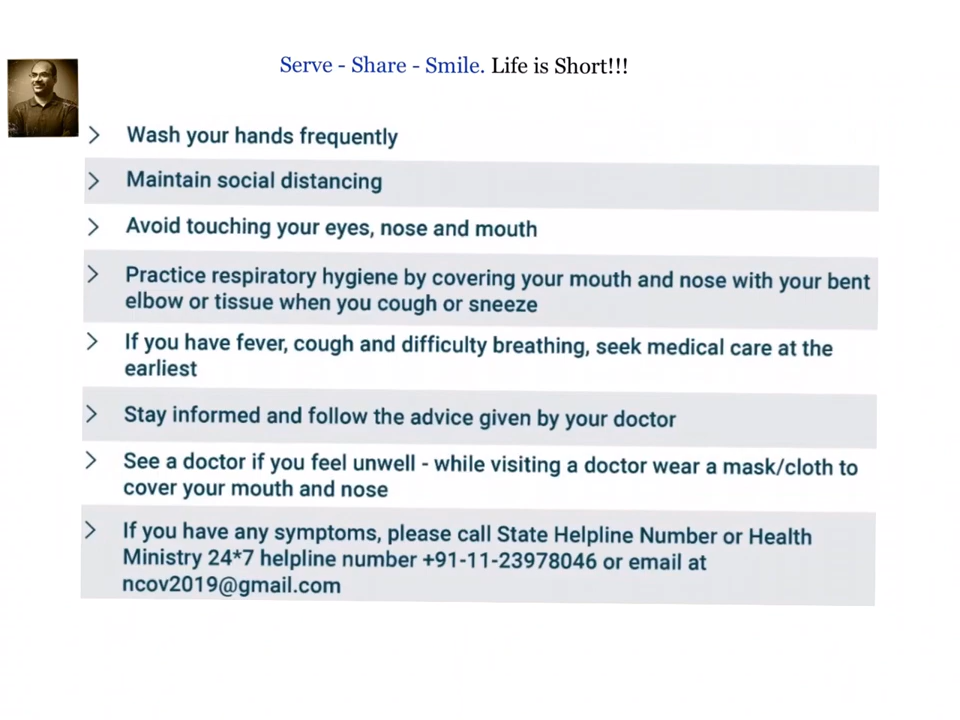 Serve - Share - Smile. Life is Short!!!
Wash your hands frequently
Maintain social distancing
Avoid touching your eyes, nose and mouth
Practice respiratory hygiene by covering your mouth and nose with your bent
elbow or tissue when you cough or sneeze
If you have fever, cough and difficulty breathing, seek medical care at the
earliest
Stay informed and follow the advice given by your doctor
See a doctor if you feel unwell - while visiting a doctor wear a mask/cloth to
cover your mouth and nose
If you have any symptoms, please call State Helpline Number or Health
Ministry 24*7 helpline number +91-11-23978046 or email at
ncov2019@gmail.com